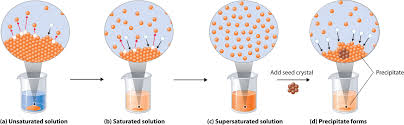 Add seed crystal
Precipitate
(a) Unsaturated solution
(b) Saturated solution
(c) Supersaturated solution
(d) Precipitate forms